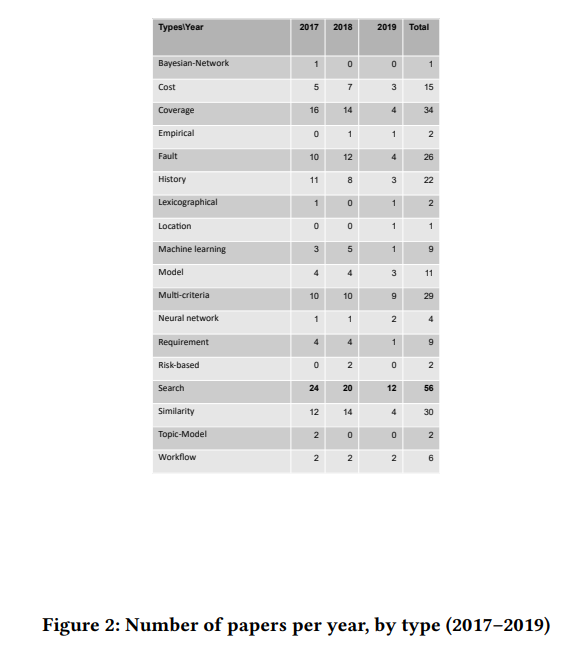 Types\Year 2017 2018 2019 Total
Bayesian-Network 1 0 0 1
Cost 5 7 3 15
Coverage 16 14 4 34
Empirical 0 1 1 2
Fault 10 12 4 26
History 11 8 3 22
Lexicographical 1 0 1 2
Location 0 0 1 1
Machine learning 3 5 1 9
Model 4 4 3 11
Multi-criteria 10 10 9 29
Neural network 1 1 2 4
Requirement 4 4 1 9
Risk-based 0 2 0 2
Search 24 20 12 56
Similarity 12 14 4 30
Topic-Model 2 0 0 2
Workflow 2 2 2 6
Figure 2: Number of papers per year, by type (2017–2019)